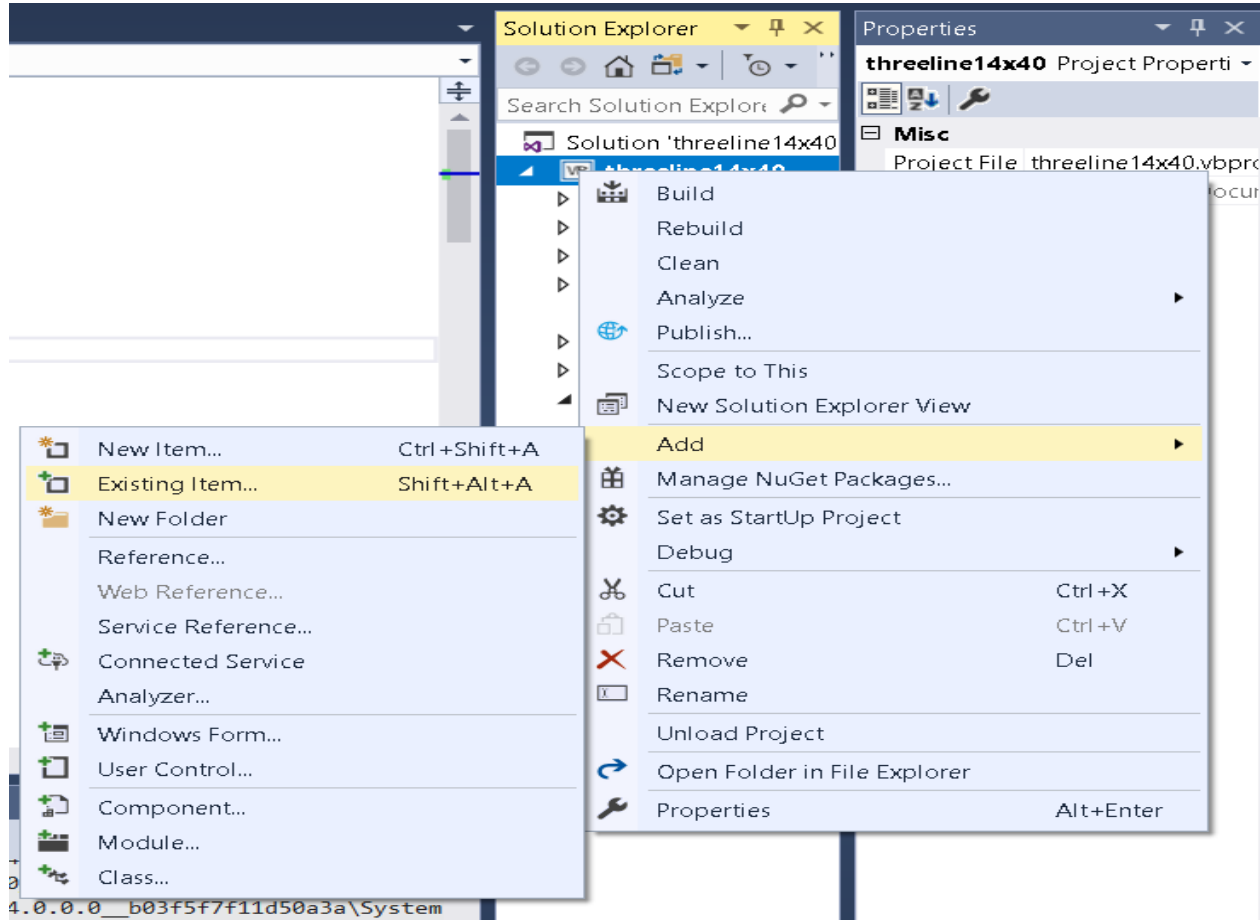 Solution Explorer
Search Solution Explore
Solution 'threeline14x40
threeline14x40
Properties
threeline14x40 Project Properti
Misc
Project File threeline14x40.vbpro
ocur
Build
Rebuild
Clean
Analyze
Publish...
Scope to This
New Solution Explorer View
Add
Manage NuGet Packages...
Set as StartUp Project
Debug
Cut Ctrl+X
Paste Ctrl+V
Remove Del
Rename
Unload Project
Open Folder in File Explorer
Properties Alt+Enter
New Item... Ctrl+Shift+A
Existing Item... Shift+Alt+A
New Folder
Reference...
Web Reference...
Service Reference...
Connected Service
Analyzer...
Windows Form...
User Control...
Component...
Module...
Class...
4.0.0.0__b03f5f7f11d50a3a\System